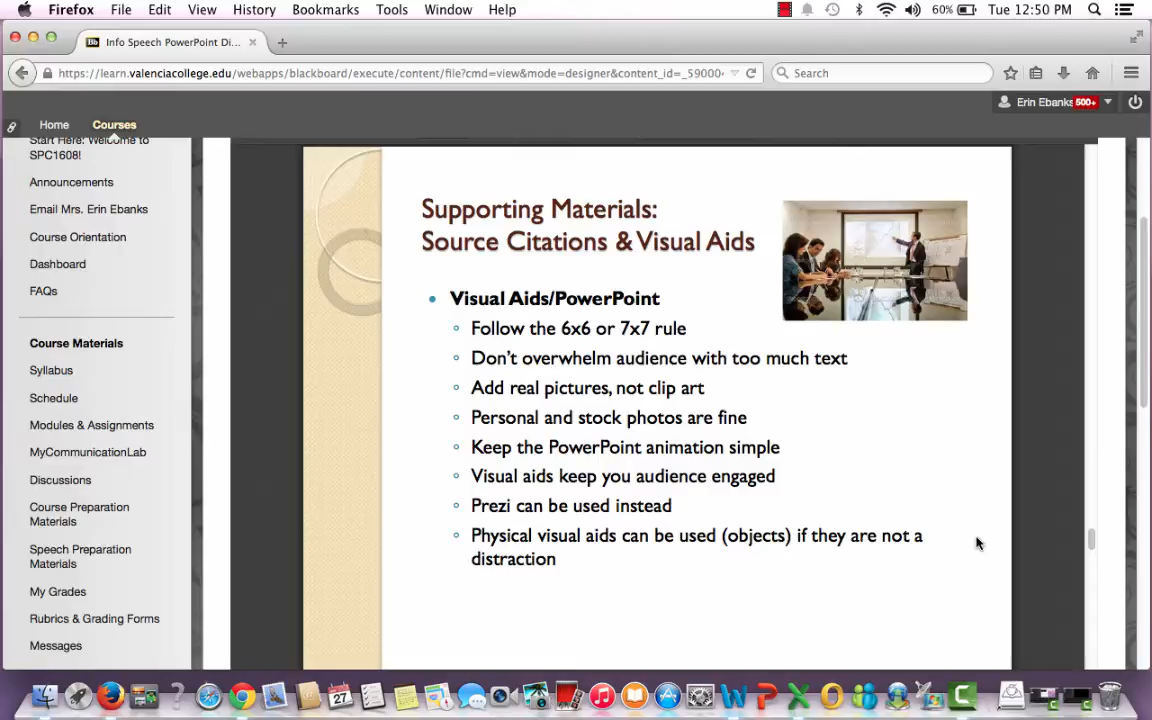 Firefox File Edit View History Bookmarks Tools Window Help 60% Tue 12:50 PM
Bb Info Speech PowerPoint Di...
https://learn.valenciacollege.edu/webapps/blackboard/execute/content/file?cmd=view&mode=designer&content_id=_59000 Search
Erin Ebanks 500+
Home Courses
Start Here: Welcome to
SPC1608!
Announcements
Email Mrs. Erin Ebanks
Course Orientation
Dashboard
FAQs
Course Materials
Syllabus
Schedule
Modules & Assignments
MyCommunicationLab
Discussions
Course Preparation
Materials
Speech Preparation
Materials
My Grades
Rubrics & Grading Forms
Messages
Supporting Materials:
Source Citations & Visual Aids
• Visual Aids/PowerPoint
◦ Follow the 6x6 or 7x7 rule
◦ Don't overwhelm audience with too much text
◦ Add real pictures, not clip art
◦ Personal and stock photos are fine
◦ Keep the PowerPoint animation simple
◦ Visual aids keep you audience engaged
◦ Prezi can be used instead
◦ Physical visual aids can be used (objects) if they are not a
distraction
27